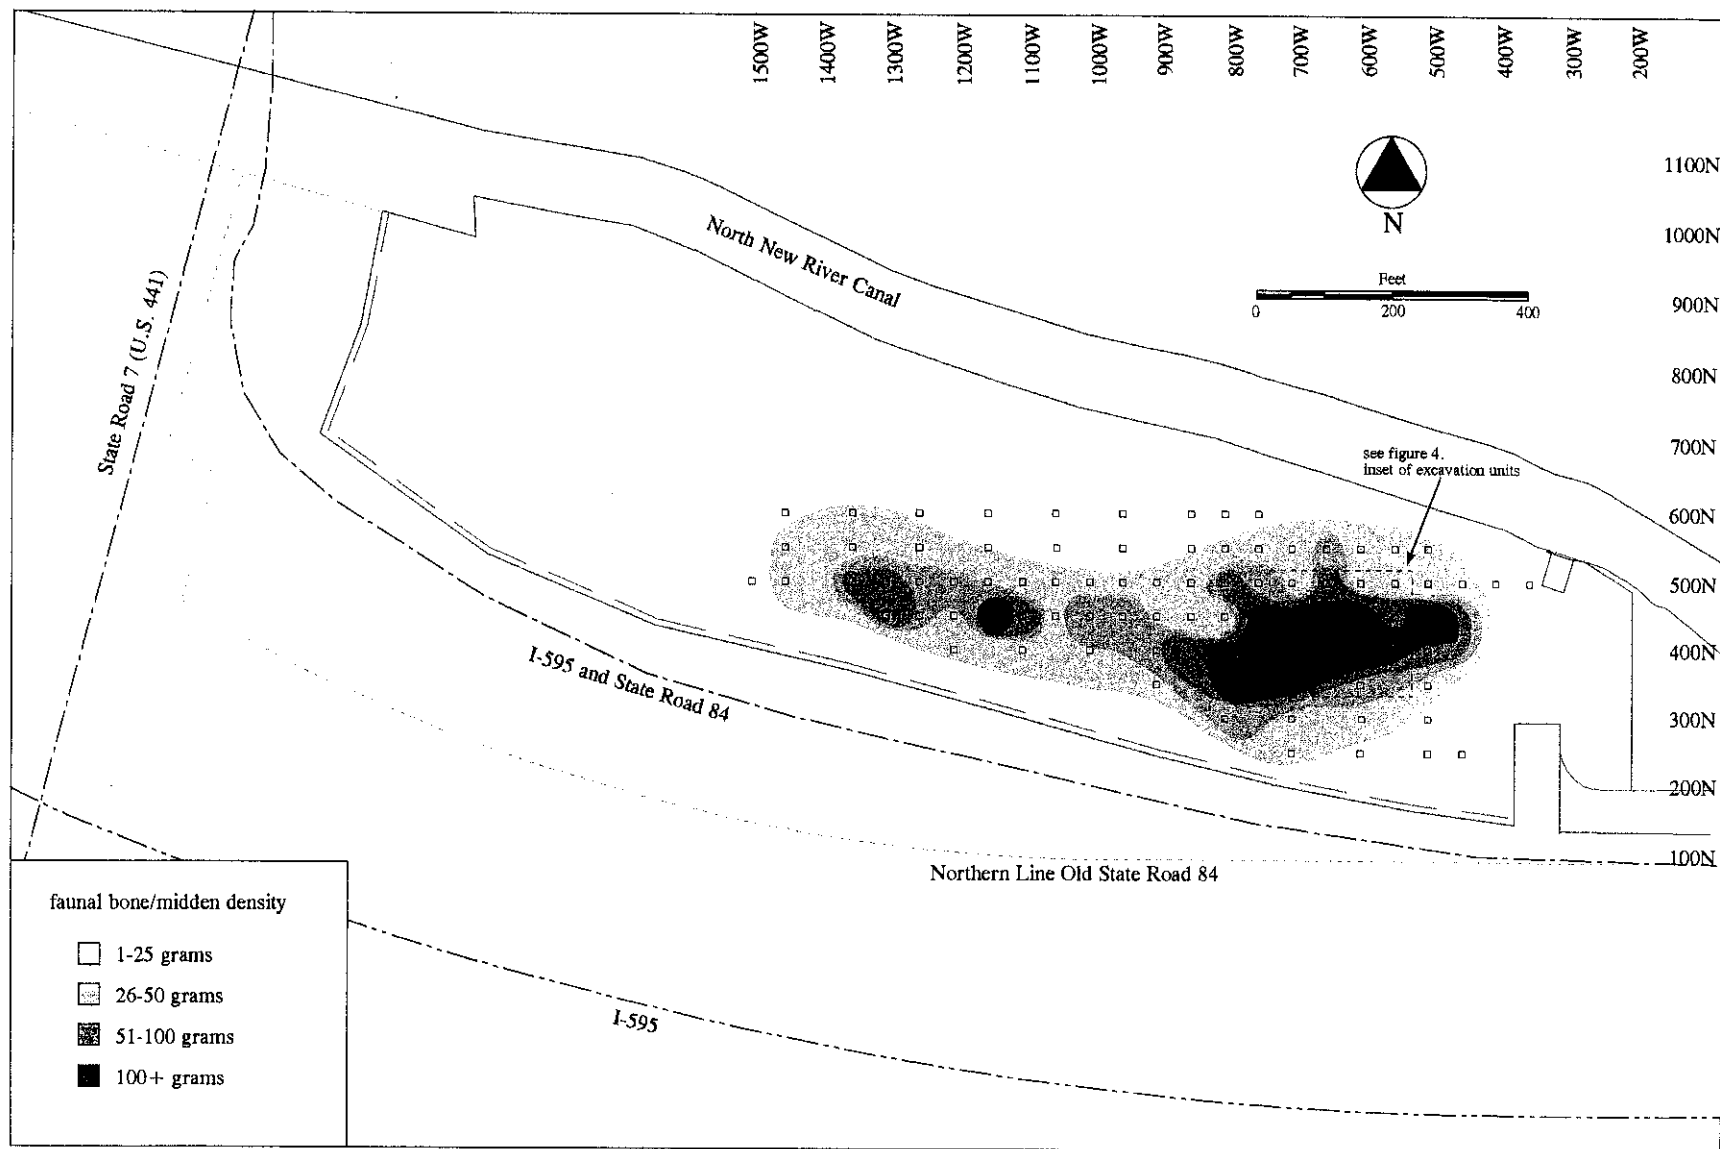 1500W
1400W
1300W
1200W
1100W
1000W
900W
800W
700W
600W
500W
400W
300W
200W
1100N
1000N
900N
800N
700N
600N
500N
400N
300N
200N
100N
N
Feet
0 200 400
North New River Canal
State Road 7 (U.S. 441)
see figure 4.
inset of excavation units
I-595 and State Road 84
Northern Line Old State Road 84
I-595
faunal bone/midden density
1-25 grams
26-50 grams
51-100 grams
100+ grams